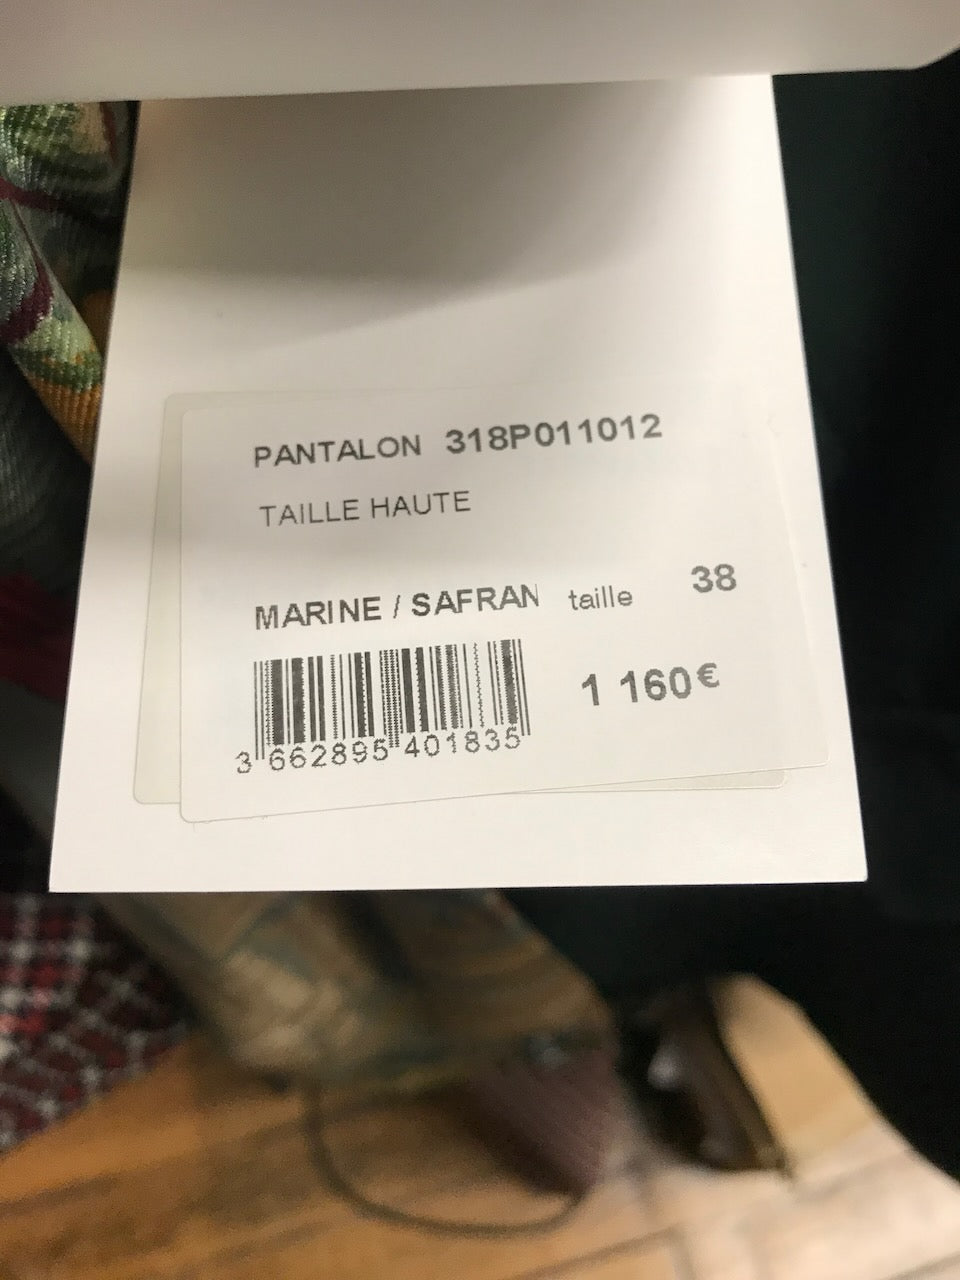 PANTALON 318P011012
TAILLE HAUTE
MARINE / SAFRAN taille 38
1 160€
3 662895 401835